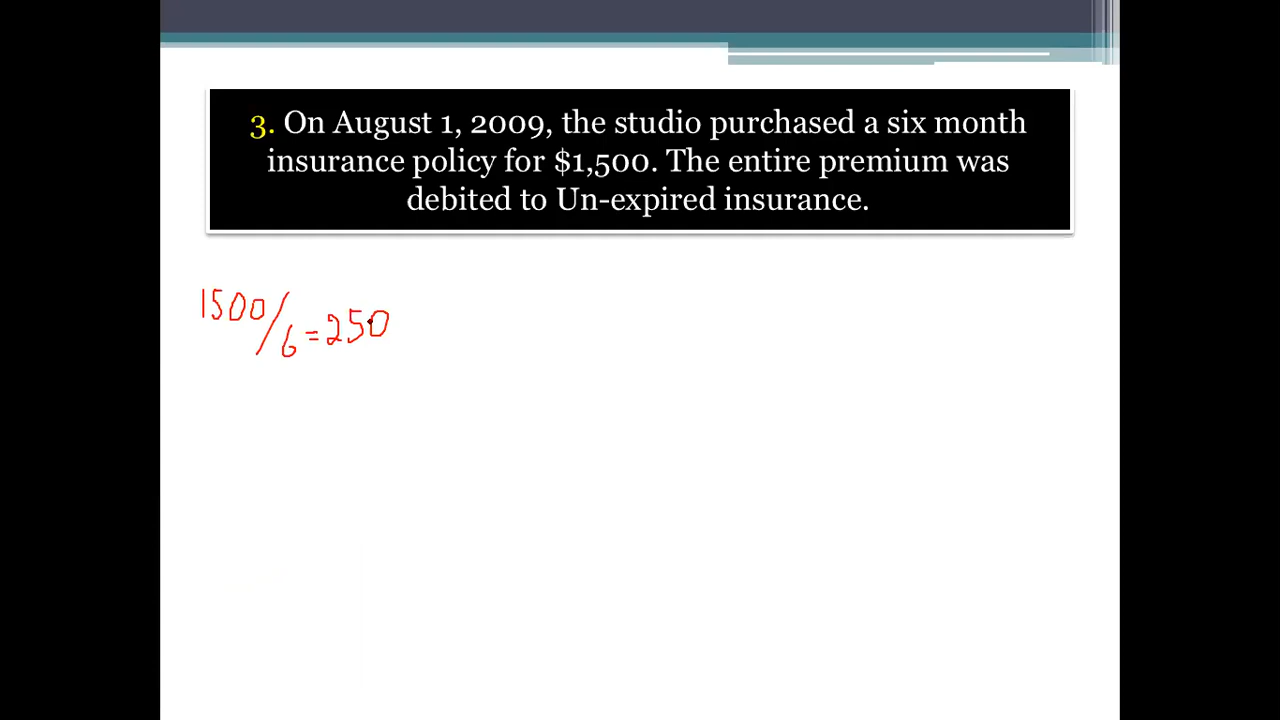 3. On August 1, 2009, the studio purchased a six month
insurance policy for $1,500. The entire premium was
debited to Un-expired insurance.
1500/6=250